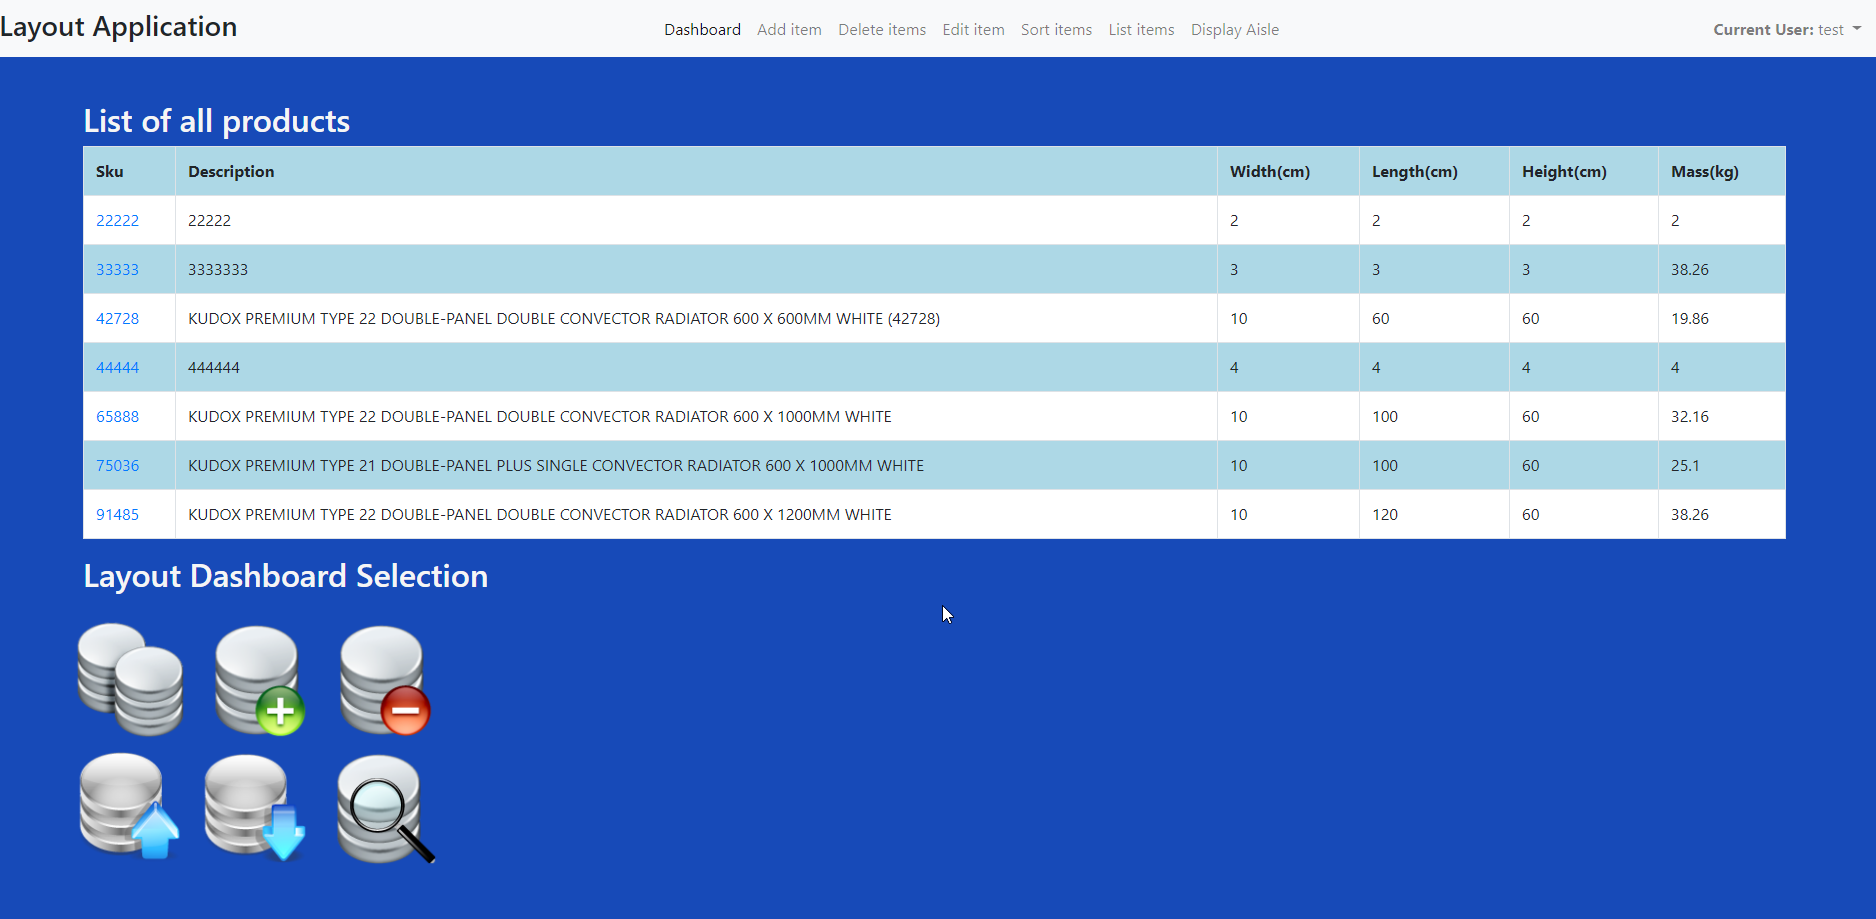 Layout Application
Dashboard Add item Delete items Edit item Sort items List items Display Aisle
Current User: test
List of all products
Sku Description Width(cm) Length(cm) Height(cm) Mass(kg)
22222 22222 2 2 2 2
33333 3333333 3 3 3 38.26
42728 KUDOX PREMIUM TYPE 22 DOUBLE-PANEL DOUBLE CONVECTOR RADIATOR 600 X 600MM WHITE (42728) 10 60 60 19.86
44444 444444 4 4 4 4
65888 KUDOX PREMIUM TYPE 22 DOUBLE-PANEL DOUBLE CONVECTOR RADIATOR 600 X 1000MM WHITE 10 100 60 32.16
75036 KUDOX PREMIUM TYPE 21 DOUBLE-PANEL PLUS SINGLE CONVECTOR RADIATOR 600 X 1000MM WHITE 10 100 60 25.1
91485 KUDOX PREMIUM TYPE 22 DOUBLE-PANEL DOUBLE CONVECTOR RADIATOR 600 X 1200MM WHITE 10 120 60 38.26
Layout Dashboard Selection